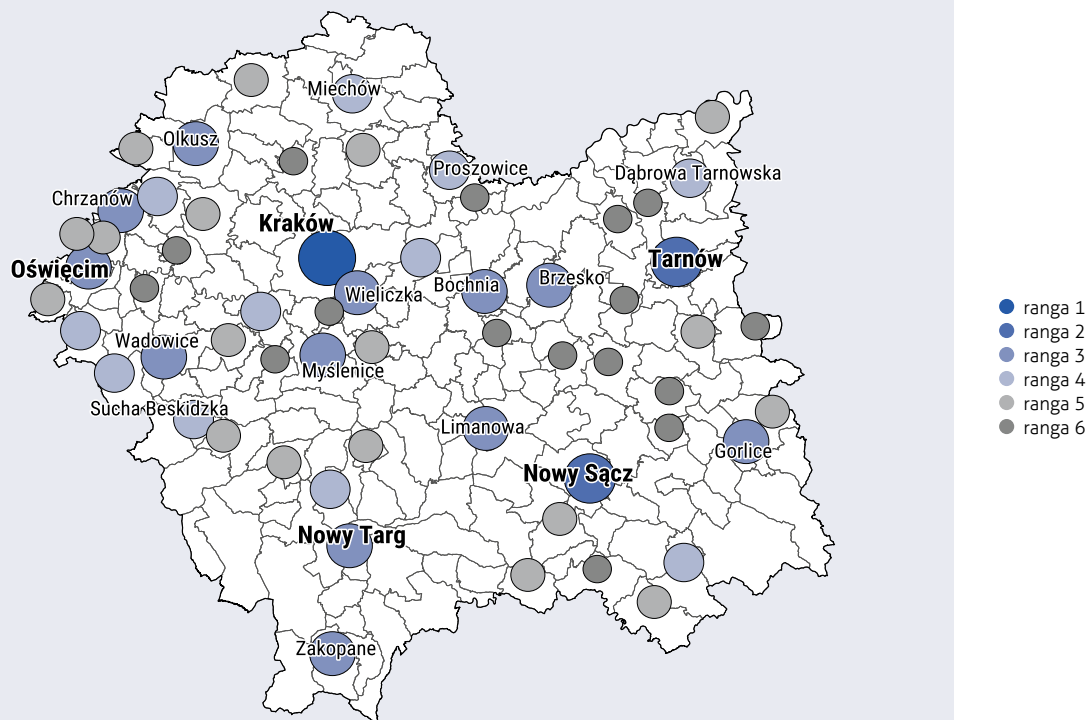 Miechów
Olkusz
Proszowice
Dąbrowa Tarnowska
Chrzanów
Kraków
Tarnów
Oświęcim
Wieliczka
Bochnia
Brzesko
Wadowice
Myślenice
Sucha Beskidzka
Limanowa
Gorlice
Nowy Sącz
Nowy Targ
Zakopane
ranga 1
ranga 2
ranga 3
ranga 4
ranga 5
ranga 6